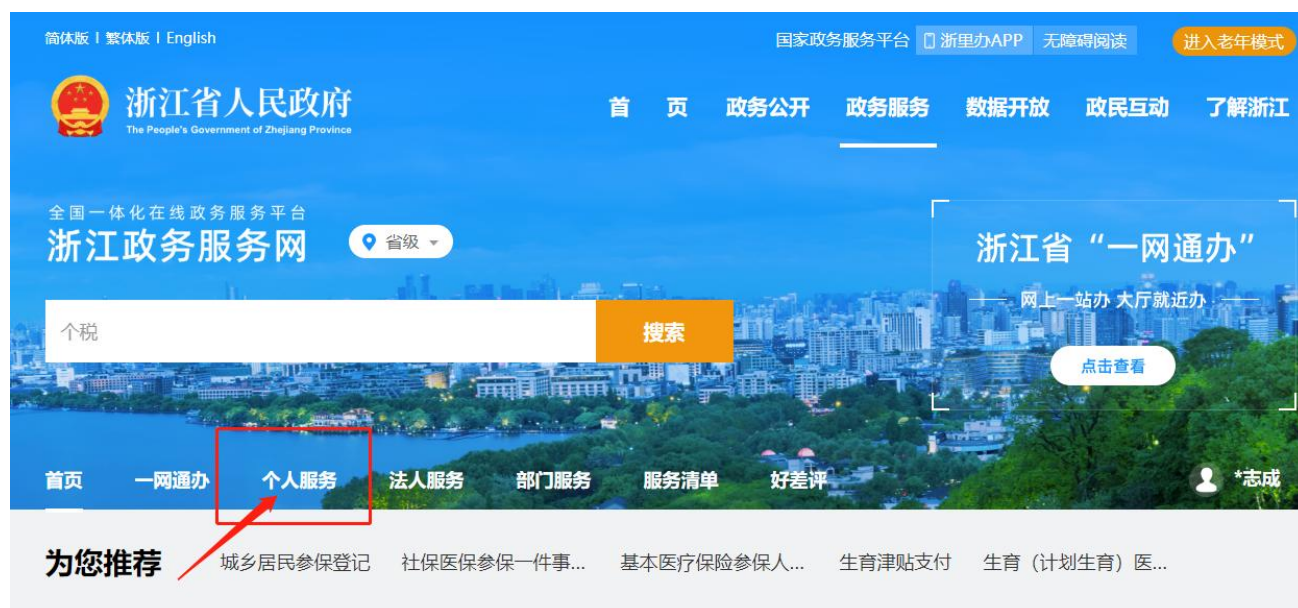 简体版 | 繁体版 | English
国家政务服务平台 浙里办APP 无障碍阅读 进入老年模式
浙江省人民政府
The People's Government of Zhejiang Province
首 页 政务公开 政务服务 数据开放 政民互动 了解浙江
全国一体化在线政务服务平台
浙江政务服务网 省级
浙江省“一网通办”
网上一站办 大厅就近办
个税 搜索
点击查看
首页 一网通办 个人服务 法人服务 部门服务 服务清单 好差评 *志成
为您推荐 城乡居民参保登记 社保医保参保一件事... 基本医疗保险参保人... 生育津贴支付 生育（计划生育）医...